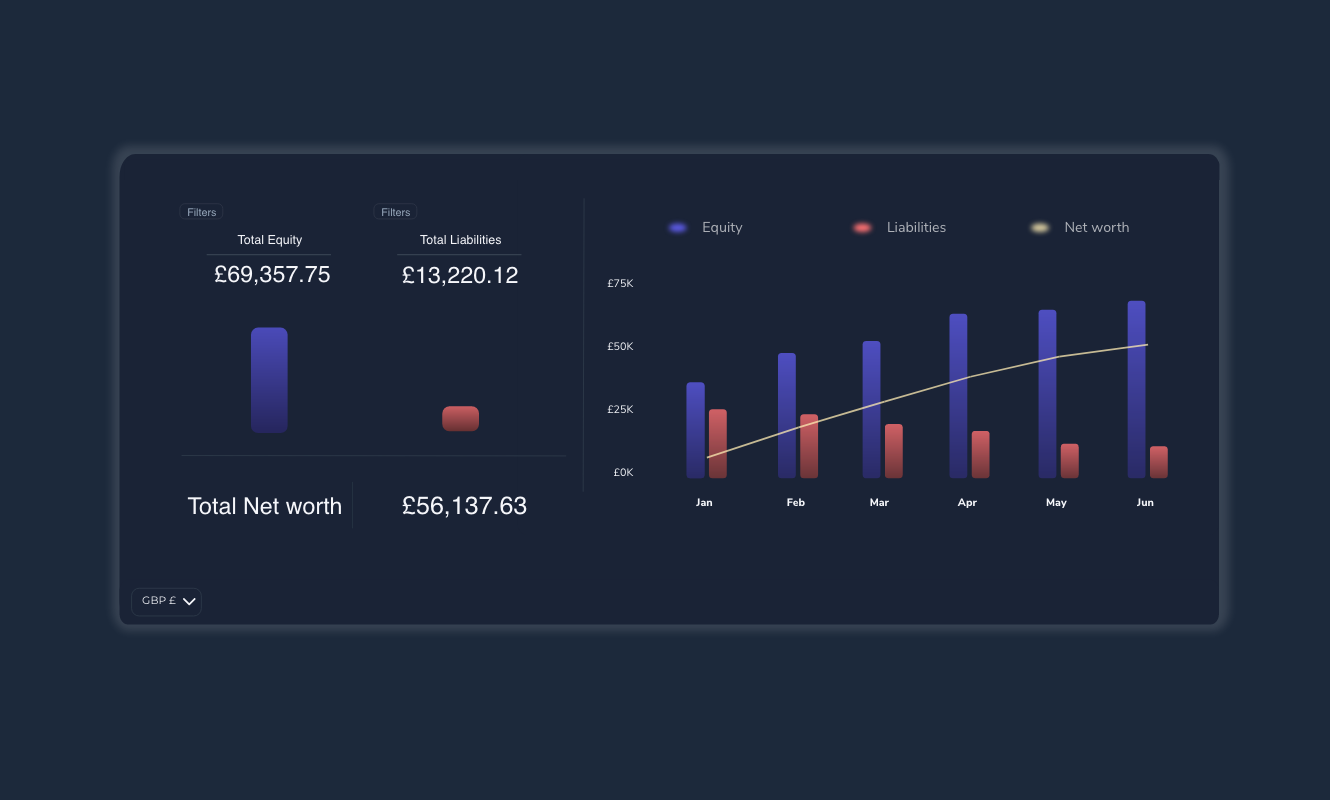 Filters
Total Equity
£69,357.75
Filters
Total Liabilities
£13,220.12
Total Net worth
£56,137.63
GBP £
Equity
Liabilities
Net worth
£75K
£50K
£25K
£0K
Jan Feb Mar Apr May Jun